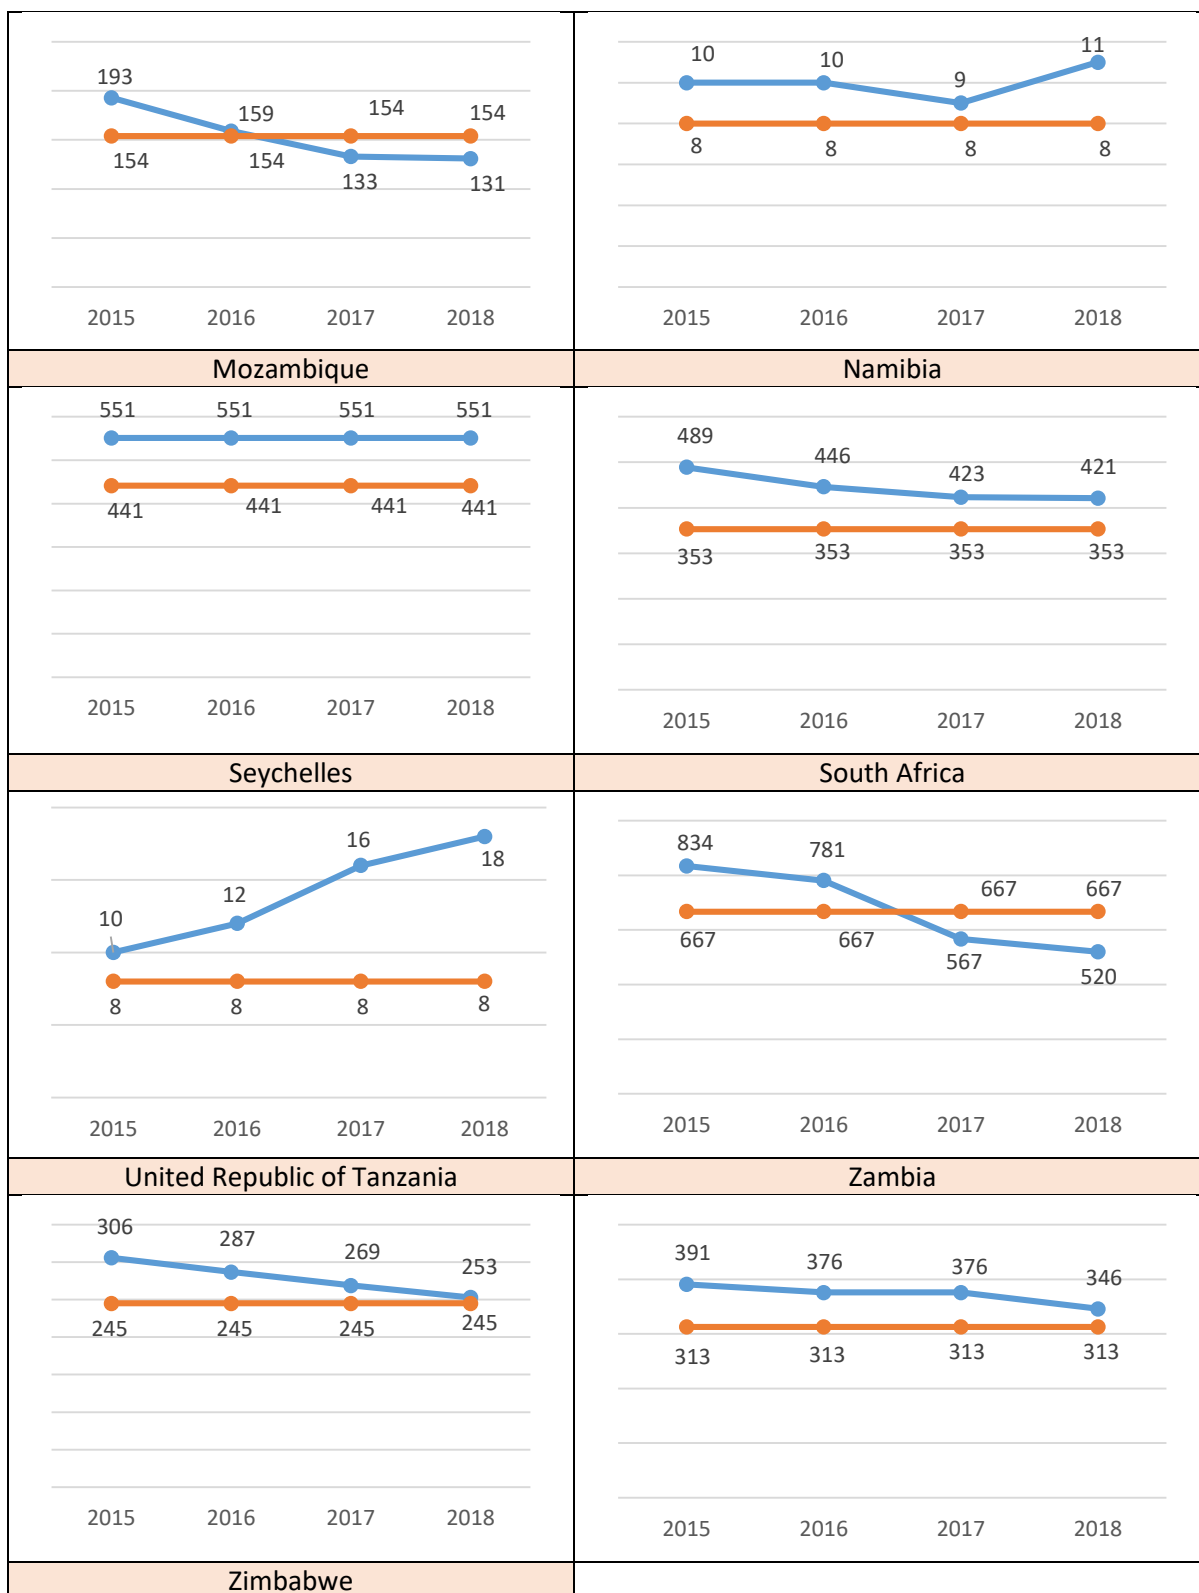 193
159
154
154
154
154
133
131
2015 2016 2017 2018
10
10
9
11
8
8
8
8
2015 2016 2017 2018
Mozambique
Namibia
551 551 551 551
441 441 441 441
2015 2016 2017 2018
489
446
423
421
353 353 353 353
2015 2016 2017 2018
Seychelles
South Africa
10
12
16
18
8 8 8 8
2015 2016 2017 2018
834
781
667 667
667 667
567
520
2015 2016 2017 2018
United Republic of Tanzania
Zambia
306
287
269
253
245 245 245 245
2015 2016 2017 2018
391
376
376
346
313 313 313 313
2015 2016 2017 2018
Zimbabwe